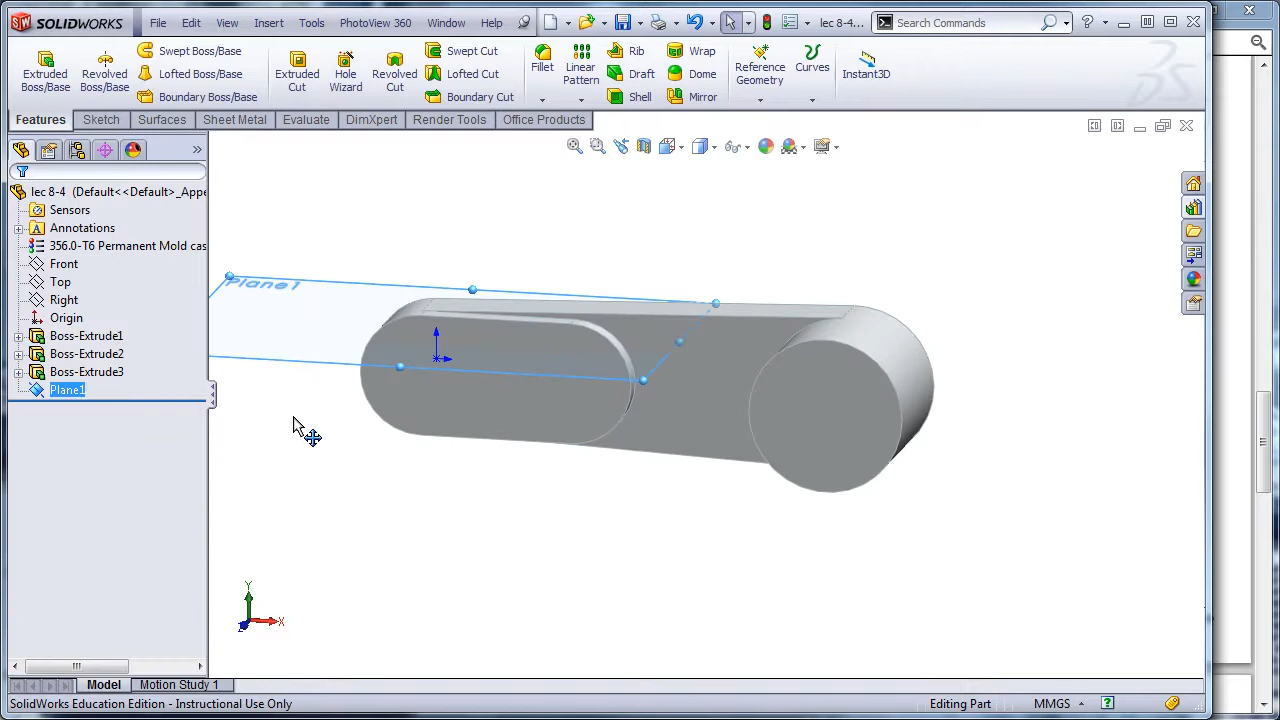 SOLIDWORKS File Edit View Insert Tools PhotoView 360 Window Help lec 8-4... Search Commands
Extruded Boss/Base
Revolved Boss/Base
Swept Boss/Base
Lofted Boss/Base
Boundary Boss/Base
Extruded Cut
Hole Wizard
Revolved Cut
Swept Cut
Lofted Cut
Boundary Cut
Fillet
Linear Pattern
Rib
Draft
Shell
Wrap
Dome
Mirror
Reference Geometry
Curves
Instant3D
Features Sketch Surfaces Sheet Metal Evaluate DimXpert Render Tools Office Products
lec 8-4 (Default<<Default>_Appe
Sensors
Annotations
356.0-T6 Permanent Mold cas
Front
Top
Right
Origin
Boss-Extrude1
Boss-Extrude2
Boss-Extrude3
Plane1
Plane1
Y
X
Z
Model Motion Study 1
SolidWorks Education Edition - Instructional Use Only Editing Part MMGS